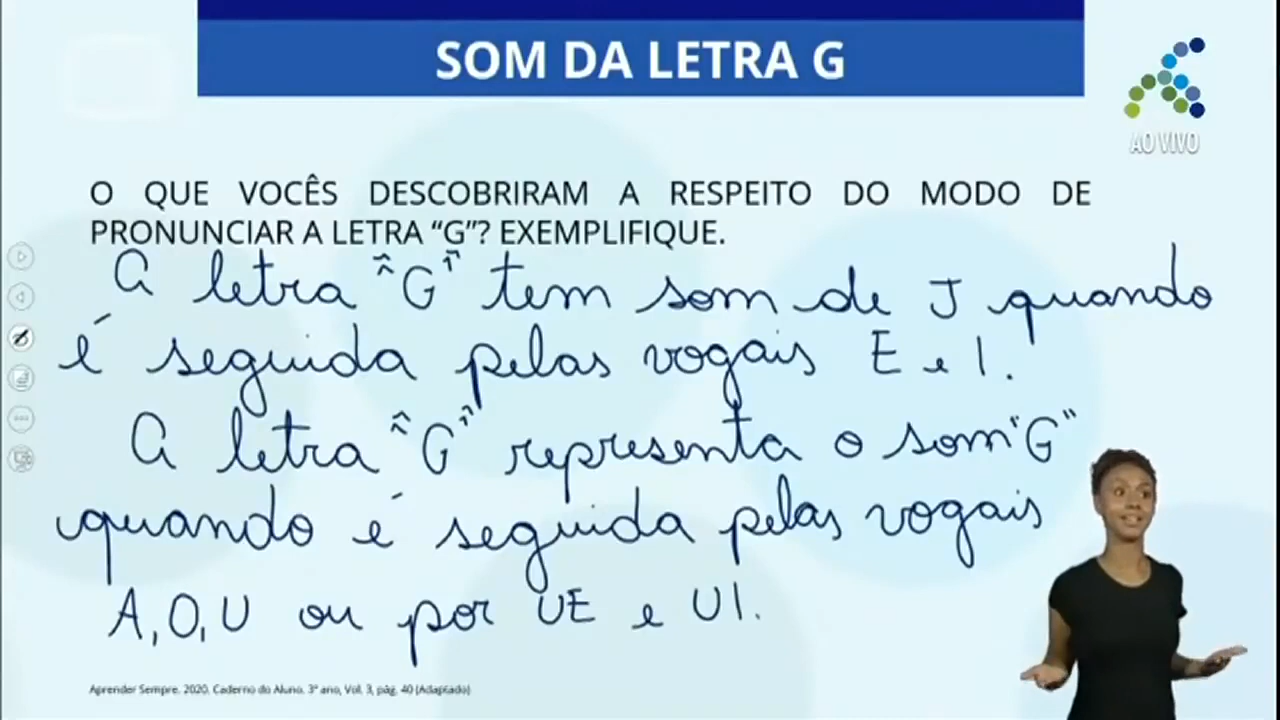 SOM DA LETRA G
AO VIVO
O QUE VOCÊS DESCOBRIRAM A RESPEITO DO MODO DE
PRONUNCIAR A LETRA “G”? EXEMPLIFIQUE.
A letra "G" tem som de J quando
é seguida pelas vogais E e I.
A letra "G" representa o som "G"
quando é seguida pelas vogais
A, O, U ou por UE e UI.
Aprender Sempre. 2020. Caderno do Aluno. 3º ano, Vol. 3, pág. 40 (Adaptado)